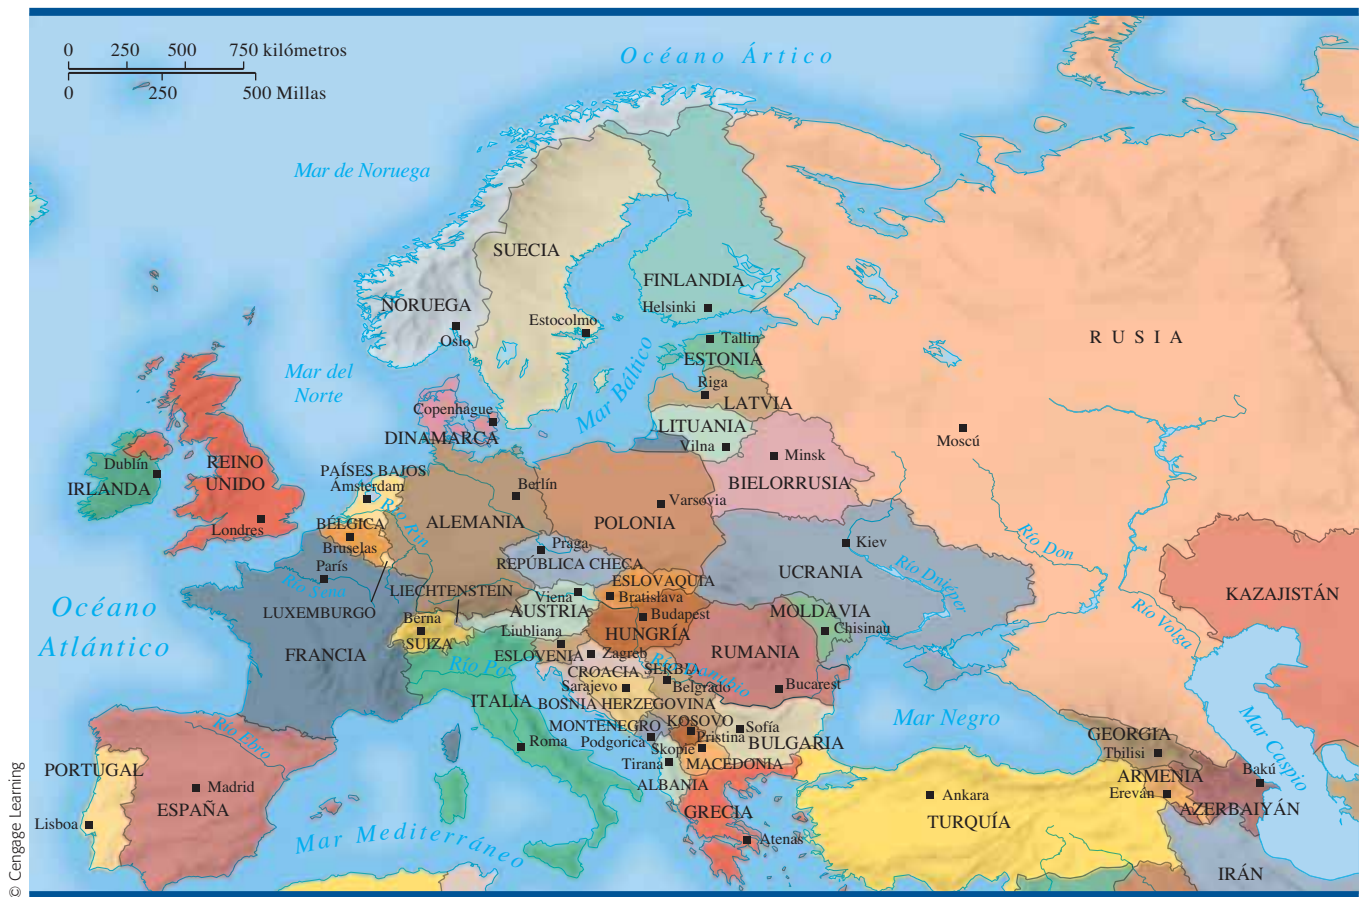 0 250 500 750 kilómetros
0 250 500 Millas
Océano Ártico
Mar de Noruega
SUECIA
FINLANDIA
NORUEGA
Helsinki
Estocolmo
Oslo
Tallin
RUSIA
ESTONIA
Mar Báltico
Mar del
Norte
Riga
LATVIA
Copenhague
DINAMARCA
LITUANIA
Vilna
Moscú
Minsk
BIELORRUSIA
Dublín
IRLANDA
REINO
UNIDO
Londres
PAÍSES BAJOS
Ámsterdam
Berlín
Varsovia
BÉLGICA
Bruselas
Río Rin
ALEMANIA
POLONIA
Praga
REPÚBLICA CHECA
Kiev
UCRANIA
Río Dniéper
Río Don
Río Volga
KAZAJISTÁN
París
Río Sena
LUXEMBURGO
LIECHTENSTEIN
ESLOVAQUIA
Viena
Bratislava
AUSTRIA
Budapest
MOLDAVIA
Chisinau
Océano
Atlántico
Berna
SUIZA
HUNGRÍA
Liubliana
ESLOVENIA
Zagreb
FRANCIA
Río Po
RUMANIA
CROACIA
SERBIA
Río Danubio
Sarajevo
Belgrado
Bucarest
ITALIA
BOSNIA HERZEGOVINA
Mar Negro
Mar Caspio
Río Ebro
MONTENEGRO
KOSOVO
Sofía
Podgorica
Pristina
Roma
Skopie
BULGARIA
GEORGIA
Tbilisi
PORTUGAL
Tirana
MACEDONIA
ARMENIA
Bakú
Madrid
ALBANIA
Ereván
AZERBAIYÁN
ESPAÑA
Ankara
Lisboa
GRECIA
TURQUÍA
Mar Mediterráneo
Atenas
IRÁN
© Cengage Learning